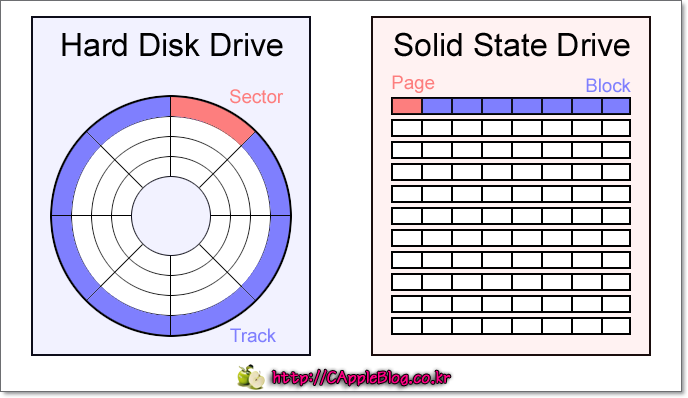 Hard Disk Drive
Sector
Track
Solid State Drive
Page
Block
http://CAppleBlog.co.kr